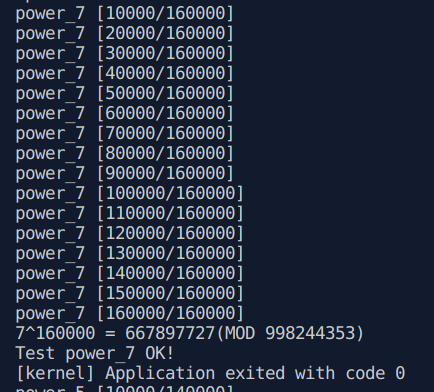 power_7 [10000/160000]
power_7 [20000/160000]
power_7 [30000/160000]
power_7 [40000/160000]
power_7 [50000/160000]
power_7 [60000/160000]
power_7 [70000/160000]
power_7 [80000/160000]
power_7 [90000/160000]
power_7 [100000/160000]
power_7 [110000/160000]
power_7 [120000/160000]
power_7 [130000/160000]
power_7 [140000/160000]
power_7 [150000/160000]
power_7 [160000/160000]
7^160000 = 667897727(MOD 998244353)
Test power_7 OK!
[kernel] Application exited with code 0
power_5 [10000/140000]